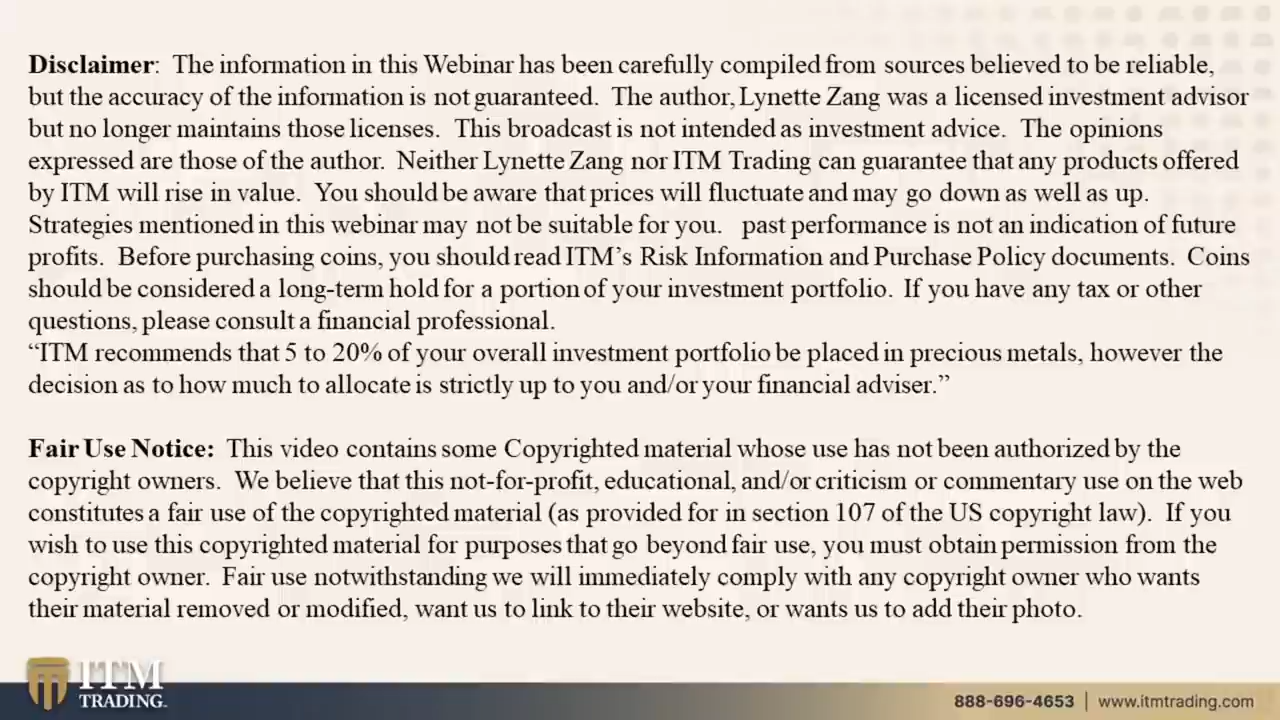 Disclaimer:  The information in this Webinar has been carefully compiled from sources believed to be reliable,
but the accuracy of the information is not guaranteed.  The author, Lynette Zang was a licensed investment advisor
but no longer maintains those licenses.  This broadcast is not intended as investment advice.  The opinions
expressed are those of the author.  Neither Lynette Zang nor ITM Trading can guarantee that any products offered
by ITM will rise in value.  You should be aware that prices will fluctuate and may go down as well as up.
Strategies mentioned in this webinar may not be suitable for you.   past performance is not an indication of future
profits.  Before purchasing coins, you should read ITM’s Risk Information and Purchase Policy documents.  Coins
should be considered a long-term hold for a portion of your investment portfolio.  If you have any tax or other
questions, please consult a financial professional.
“ITM recommends that 5 to 20% of your overall investment portfolio be placed in precious metals, however the
decision as to how much to allocate is strictly up to you and/or your financial adviser.”
Fair Use Notice:  This video contains some Copyrighted material whose use has not been authorized by the
copyright owners.  We believe that this not-for-profit, educational, and/or criticism or commentary use on the web
constitutes a fair use of the copyrighted material (as provided for in section 107 of the US copyright law).  If you
wish to use this copyrighted material for purposes that go beyond fair use, you must obtain permission from the
copyright owner.  Fair use notwithstanding we will immediately comply with any copyright owner who wants
their material removed or modified, want us to link to their website, or wants us to add their photo.
ITM
TRADING
888-696-4653 | www.itmtrading.com